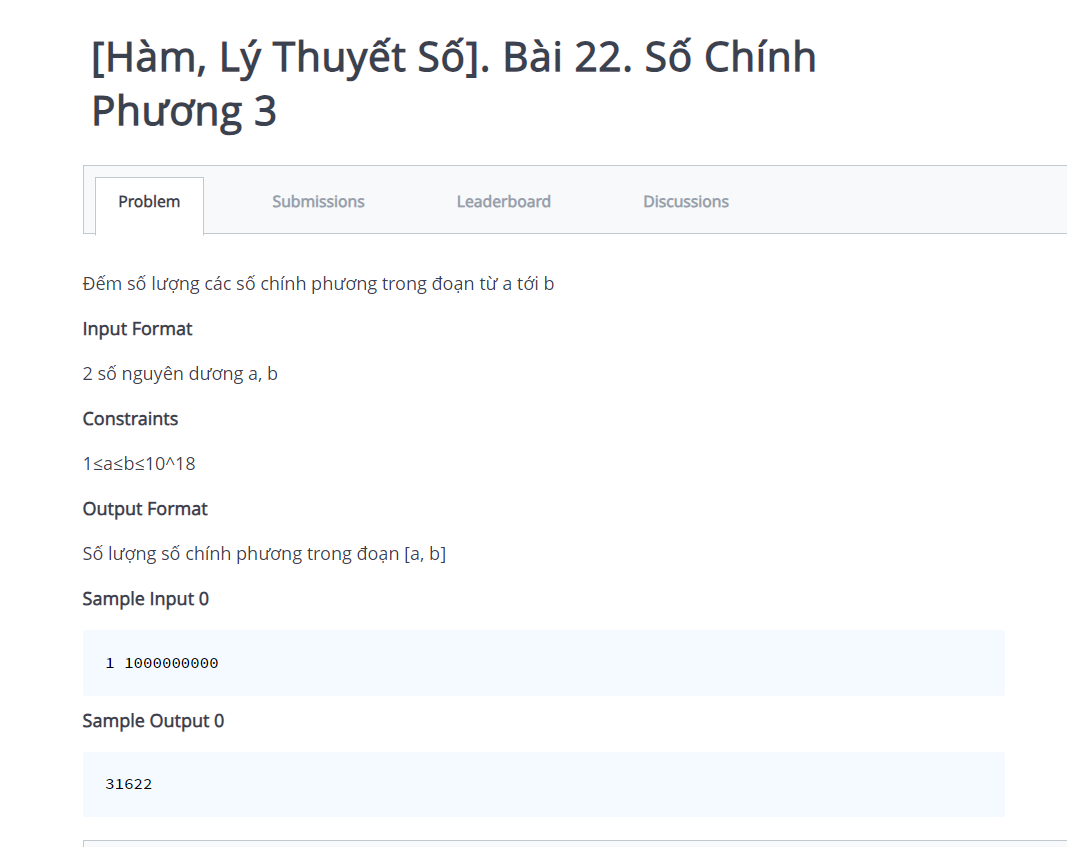 [Hàm, Lý Thuyết Số]. Bài 22. Số Chính
Phương 3
Problem
Submissions
Leaderboard
Discussions
Đếm số lượng các số chính phương trong đoạn từ a tới b
Input Format
2 số nguyên dương a, b
Constraints
1≤a≤b≤10^18
Output Format
Số lượng số chính phương trong đoạn [a, b]
Sample Input 0
1 1000000000
Sample Output 0
31622